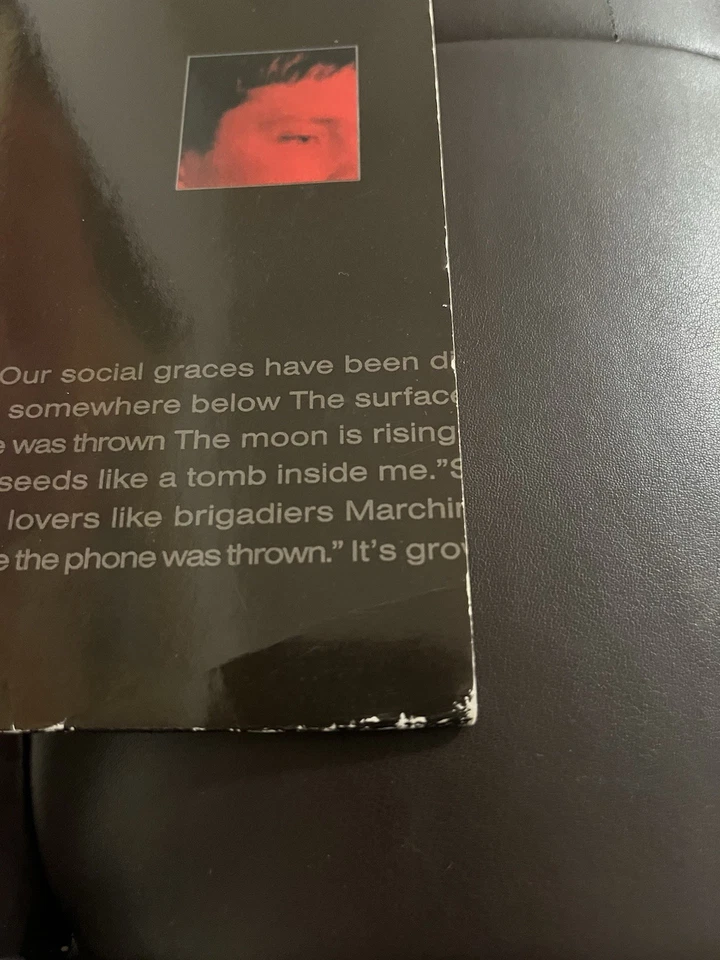 Our social graces have been
somewhere below The
was thrown The moon is rising
seeds like a tomb inside me.”
lovers like brigadiers
the phone was thrown.” It’s